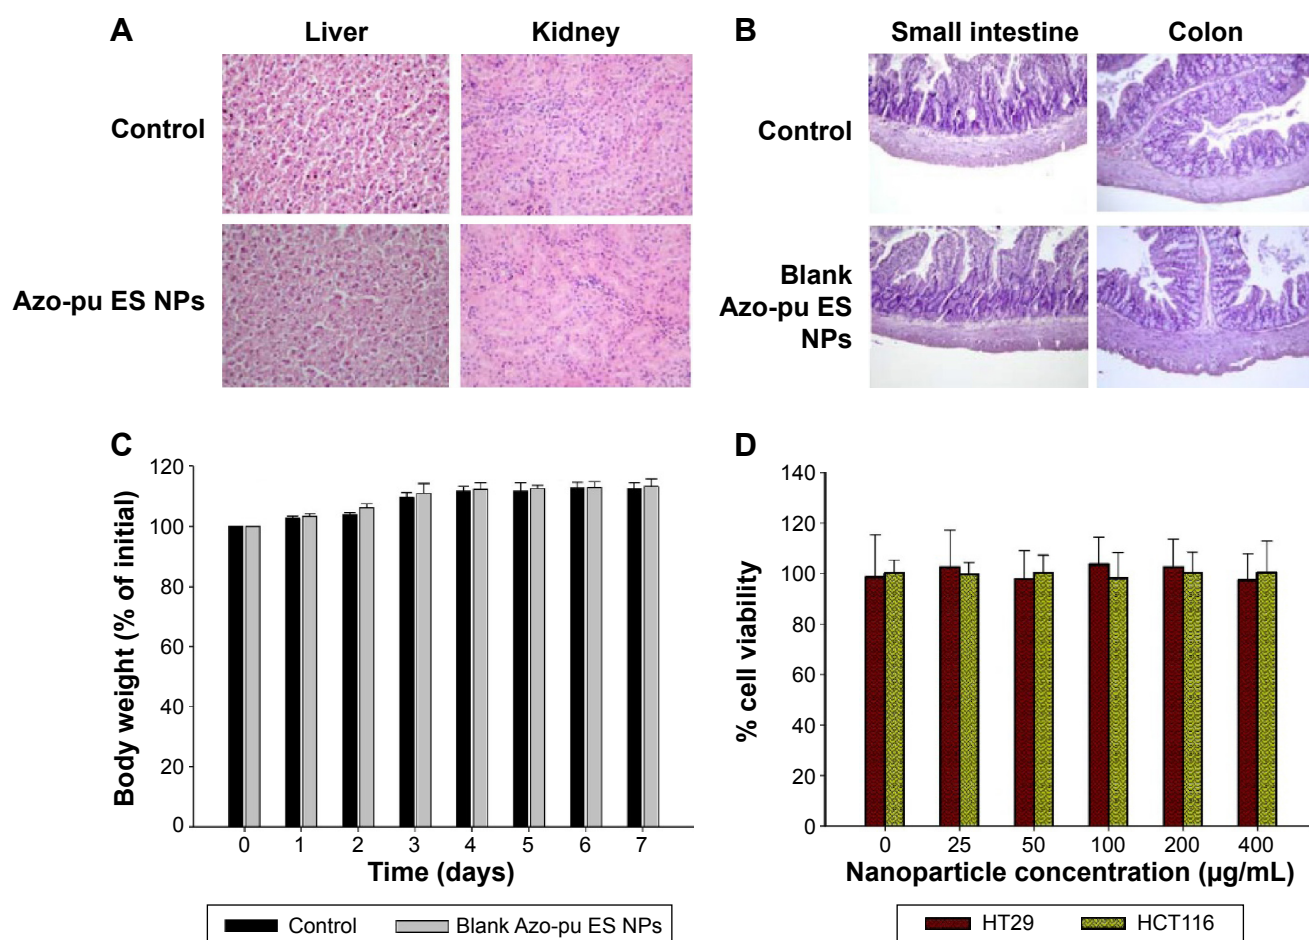 A
Liver
Kidney
Control
Azo-pu ES NPs
B
Small intestine
Colon
Control
Blank
Azo-pu ES
NPs
C
Body weight (% of initial)
120
100
80
60
40
20
0
0 1 2 3 4 5 6 7
Time (days)
Control
Blank Azo-pu ES NPs
D
% cell viability
140
120
100
80
60
40
20
0
0 25 50 100 200 400
Nanoparticle concentration (µg/mL)
HT29
HCT116